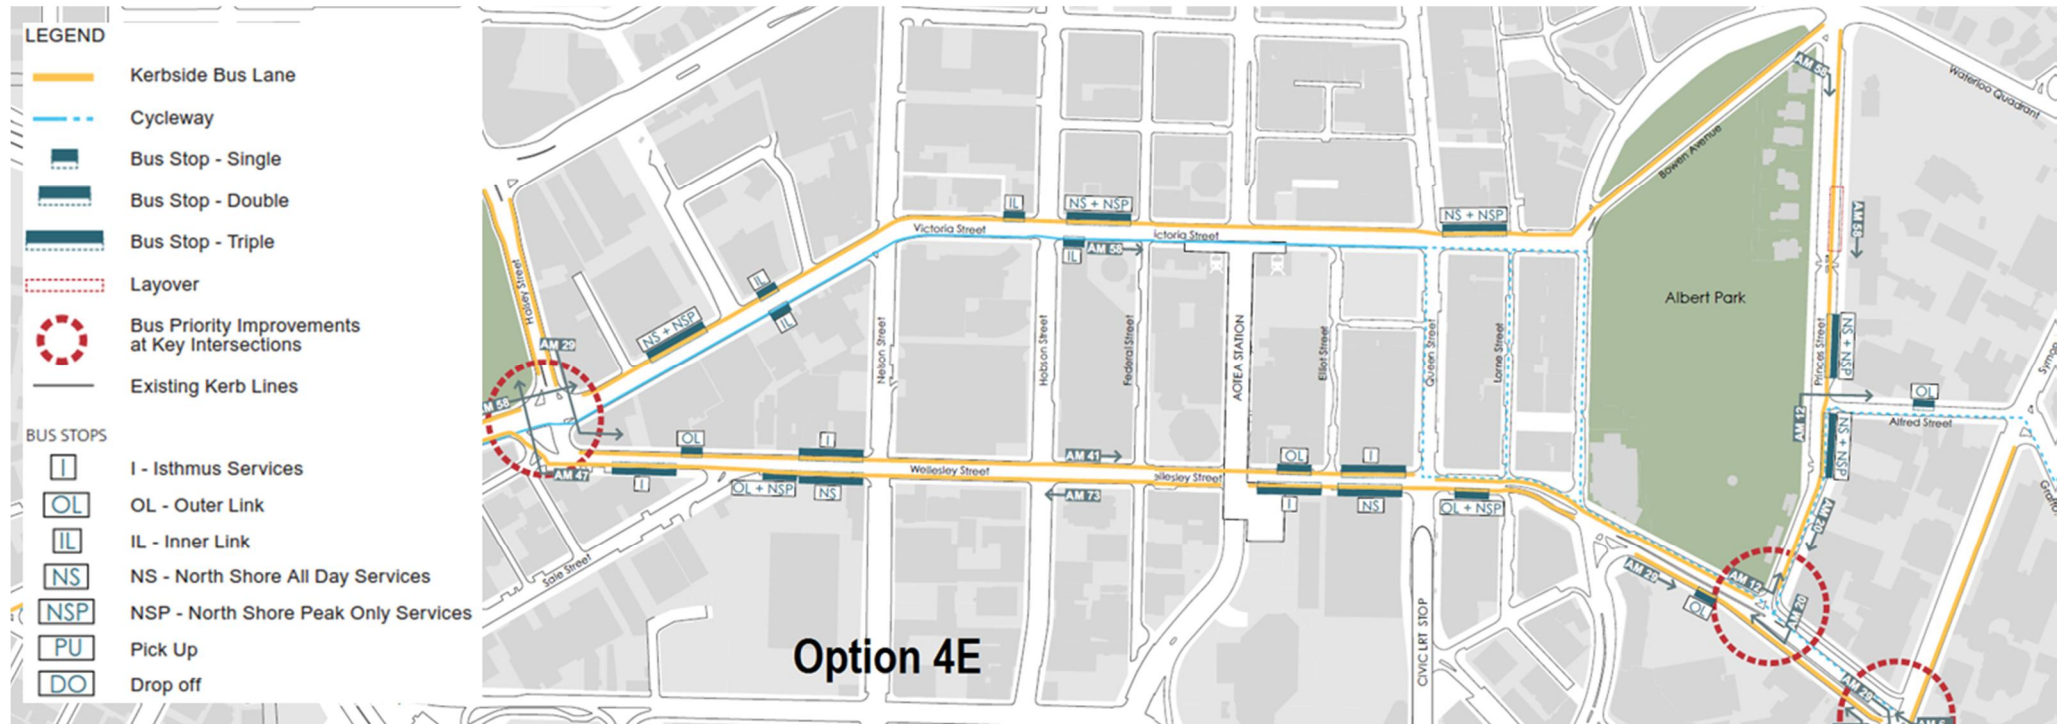 LEGEND
Kerbside Bus Lane
Cycleway
Bus Stop - Single
Bus Stop - Double
Bus Stop - Triple
Layover
Bus Priority Improvements
at Key Intersections
Existing Kerb Lines
BUS STOPS
I I - Isthmus Services
OL OL - Outer Link
IL IL - Inner Link
NS NS - North Shore All Day Services
NSP NSP - North Shore Peak Only Services
PU Pick Up
DO Drop off
AM 58
Waterloo Quadrant
Bowen Avenue
IL
NS + NSP
NS + NSP
AM 58
Victoria Street
ictoria Street
IL
AM 58
Halsey Street
IL
IL
NS + NSP
Albert Park
Nelson Street
Hobson Street
Federal Street
AOTEA STATION
Elliot Street
Queen Street
Lorne Street
Princes Street
NS + NSP
AM 29
AM 58
OL
AM 12
Alfred Street
NS + NSP
OL
I
AM 41
OL
I
Wellesley Street
ellesley Street
AM 47
I
OL + NSP
NS
AM 73
I
NS
OL + NSP
AM 20
Sale Street
AM 28
AM 12
OL
AM 20
CIVIC LRT STOP
Option 4E
AM 29